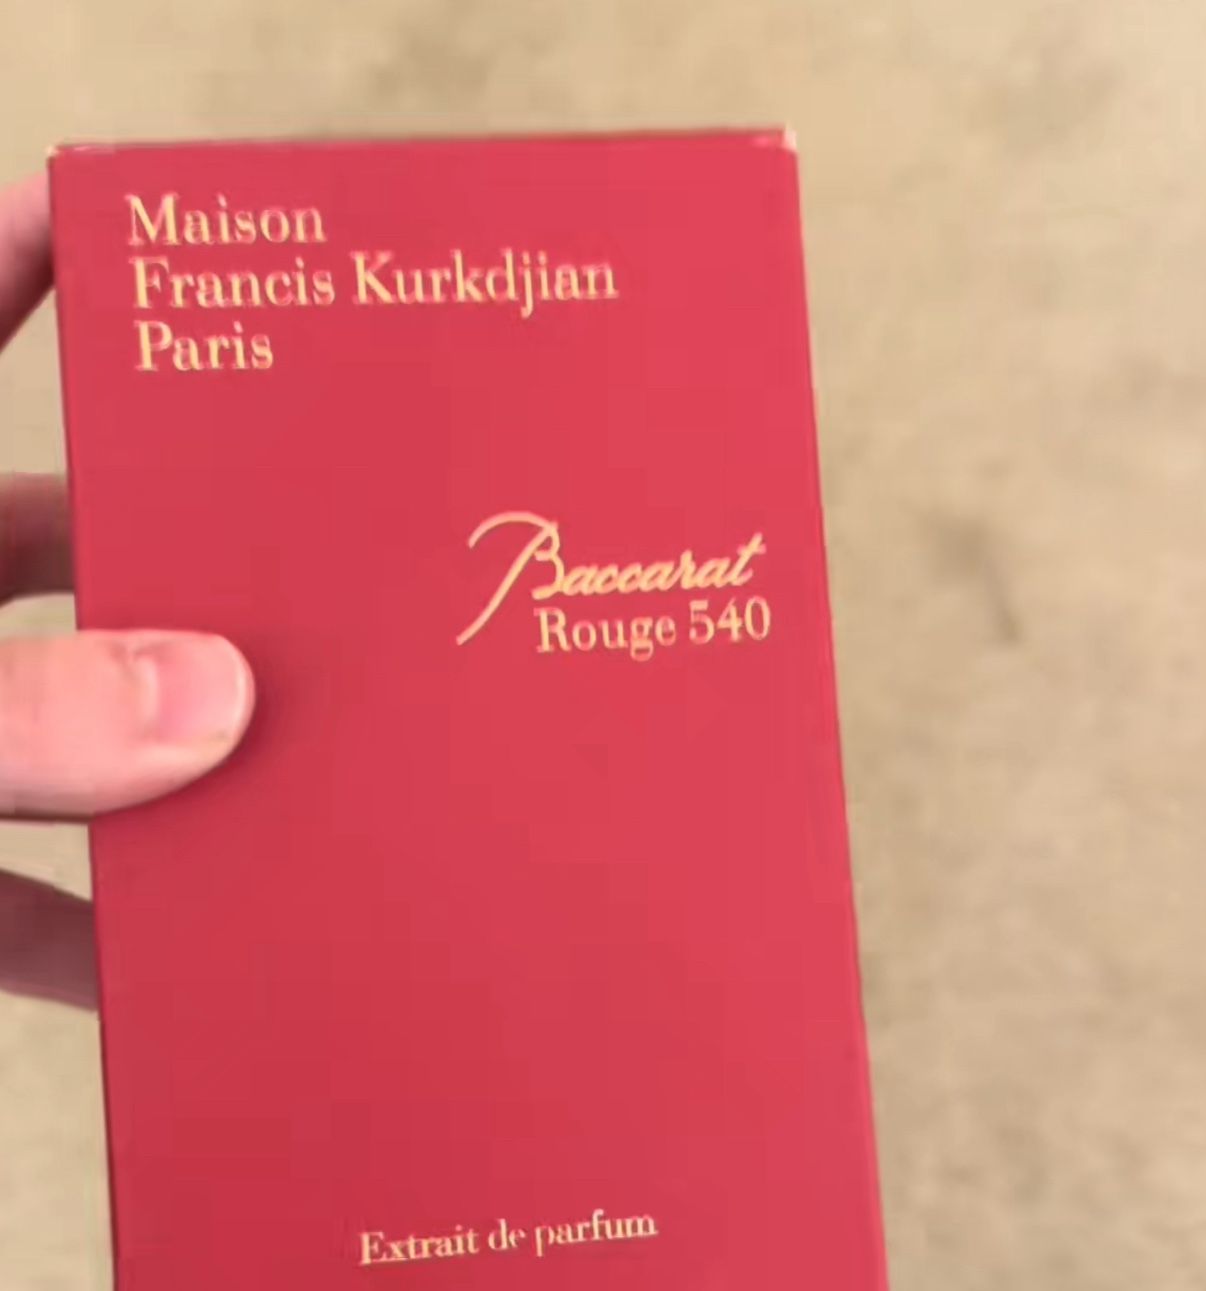 Maison
Francis Kurkdjian
Paris
Baccarat
Rouge 540
Extrait de parfum